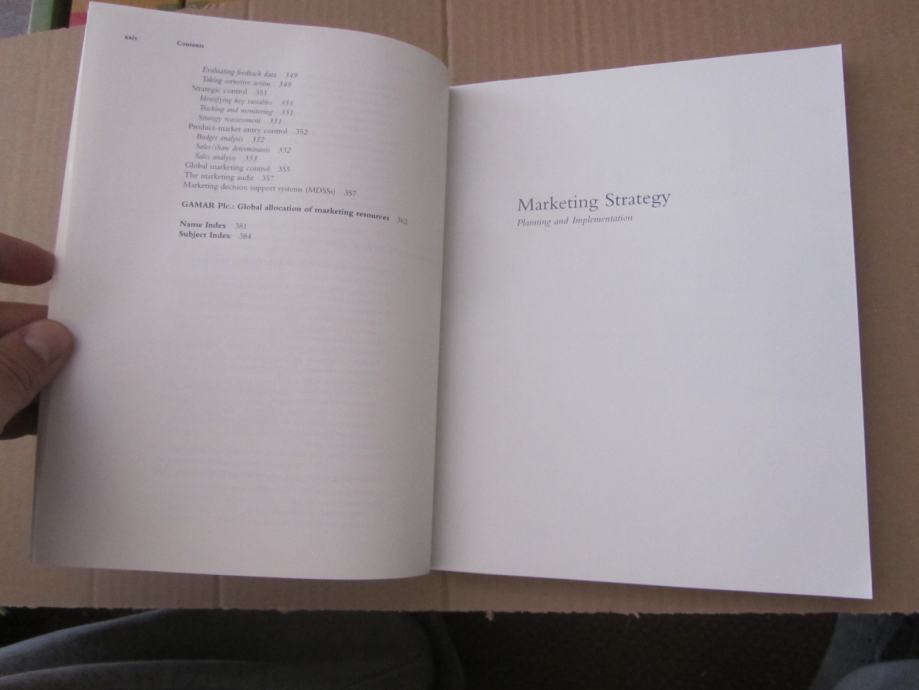 xxiv Contents
Evaluating feedback data 349
Taking corrective action 349
Strategic control 351
Identifying key variables 351
Tracking and monitoring 351
Strategy reassessment 351
Product-market entry control 352
Budget analysis 352
Sales/share determinants 352
Sales analysis 353
Global marketing control 355
The marketing audit 357
Marketing decision support systems (MDSSs) 357
GAMAR Plc.: Global allocation of marketing resources 362
Name Index 381
Subject Index 384
Marketing Strategy
Planning and Implementation